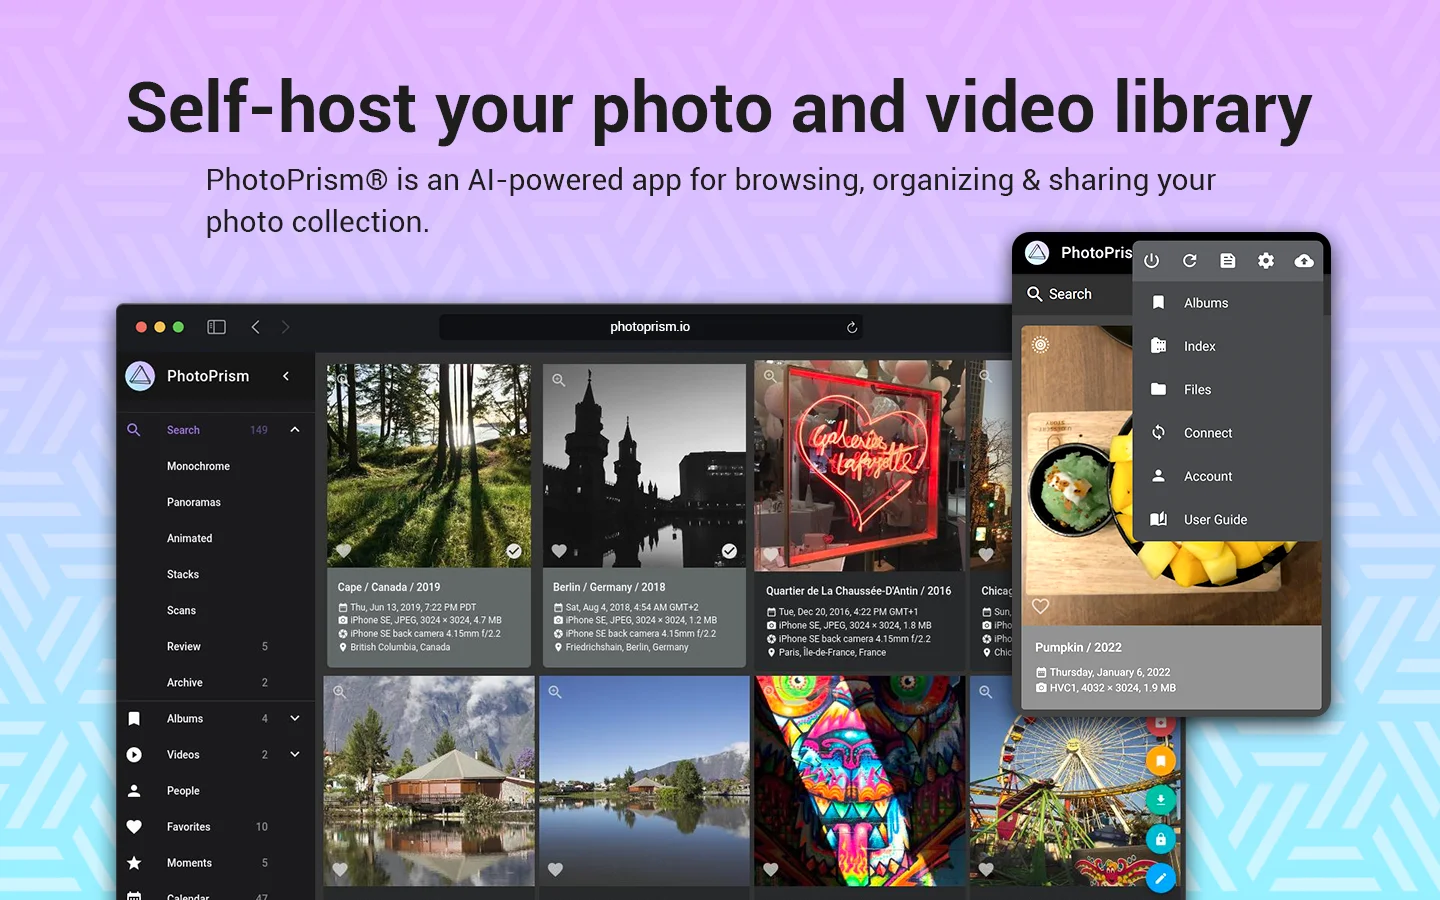 Self-host your photo and video library
PhotoPrism® is an AI-powered app for browsing, organizing & sharing your
photo collection.
photoprism.io
PhotoPrism
Search 149
Monochrome
Panoramas
Animated
Stacks
Scans
Review 5
Archive 2
Albums 4
Videos 2
People
Favorites 10
Moments 5
Calendar 47
Cape / Canada / 2019
Thu, Jun 13, 2019, 7:22 PM PDT
iPhone SE, JPEG, 3024 × 3024, 4.7 MB
iPhone SE back camera 4.15mm f/2.2
British Columbia, Canada
Berlin / Germany / 2018
Sat, Aug 4, 2018, 4:54 AM GMT+2
iPhone SE, JPEG, 3024 × 3024, 1.2 MB
iPhone SE back camera 4.15mm f/2.2
Friedrichshain, Berlin, Germany
Galeries
Lafayette
Quartier de La Chaussée-D'Antin / 2016
Tue, Dec 20, 2016, 4:22 PM GMT+1
iPhone SE, JPEG, 3024 × 3024, 1.8 MB
iPhone SE back camera 4.15mm f/2.2
Paris, Île-de-France, France
Chicag
Sun,
iPho
iPho
Chic
PhotoPris
Search
Albums
Index
Files
Connect
Account
User Guide
Pumpkin / 2022
Thursday, January 6, 2022
HVC1, 4032 × 3024, 1.9 MB